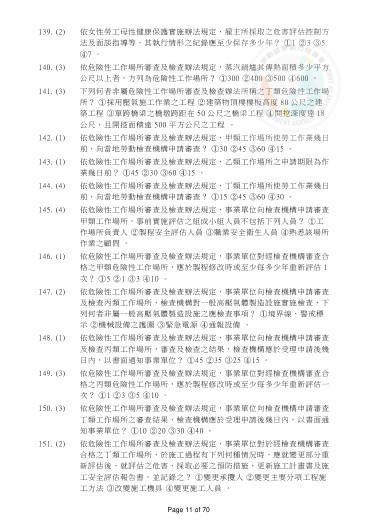 139. (2) 依女性勞工母性健康保護實施辦法規定，雇主所採取之危害評估控制方
法及面談指導等，其執行情形之紀錄應至少保存多少年？ ①1 ②3 ③5
④7 。
140. (3) 依危險性工作場所審查及檢查辦法規定，蒸汽鍋爐其傳熱面積多少平方
公尺以上者，方列為危險性工作場所？ ①300 ②400 ③500 ④600 。
141. (3) 下列何者非屬危險性工作場所審查及檢查辦法所稱之丁類危險性工作場
所？ ①採用壓氣施工作業之工程 ②建築物頂樓樓板高度 80 公尺之建
築工程 ③單跨橋梁之橋墩跨距在 50 公尺之橋梁工程 ④開挖深度達 18
公尺，且開挖面積達 500 平方公尺之工程 。
142. (1) 依危險性工作場所審查及檢查辦法規定，甲類工作場所使勞工作業幾日
前，向當地勞動檢查機構申請審查？ ①30 ②45 ③60 ④15 。
143. (1) 依危險性工作場所審查及檢查辦法規定，乙類工作場所之申請期限為作
業幾日前？ ①45 ②30 ③60 ④15 。
144. (4) 依危險性工作場所審查及檢查辦法規定，丁類工作場所使勞工作業幾日
前，向當地勞動檢查機構申請審查？ ①15 ②45 ③60 ④30 。
145. (4) 依危險性工作場所審查及檢查辦法規定，事業單位向檢查機構申請審查
甲類工作場所，事前實施評估之組成小組人員不包括下列人員？ ①工
作場所負責人 ②製程安全評估人員 ③職業安全衛生人員 ④熟悉該場所
作業之顧問 。
146. (1) 依危險性工作場所審查及檢查辦法規定，事業單位對經檢查機構審查合
格之甲類危險性工作場所，應於製程修改時或至少每多少年重新評估 1
次？ ①5 ②1 ③3 ④10 。
147. (2) 依危險性工作場所審查及檢查辦法規定，事業單位向檢查機構申請審查
及檢查丙類工作場所，檢查機構對一般高壓氣體製造設施實施檢查，下
列何者非屬一般高壓氣體製造設施之應檢查事項？ ①境界線、警戒標
示 ②機械設備之護圍 ③緊急電源 ④通報設備 。
148. (1) 依危險性工作場所審查及檢查辦法規定，事業單位向檢查機構申請審查
及檢查丙類工作場所，審查及檢查之結果，檢查機構應於受理申請後幾
日內，以書面通知事業單位？ ①45 ②35 ③25 ④15 。
149. (3) 依危險性工作場所審查及檢查辦法規定，事業單位對經檢查機構審查合
格之丙類危險性工作場所，應於製程修改時或至少每多少年重新評估一
次？ ①1 ②3 ③5 ④10 。
150. (3) 依危險性工作場所審查及檢查辦法規定，事業單位向檢查機構申請審查
丁類工作場所之審查結果，檢查機構應於受理申請後幾日內，以書面通
知事業單位？ ①10 ②20 ③30 ④40 。
151. (2) 依危險性工作場所審查及檢查辦法規定，事業單位對於經檢查機構審查
合格之丁類工作場所，於施工過程有下列何種情況時，應就變更部分重
新評估後，就評估之危害，採取必要之預防措施，更新施工計畫書及施
工安全評估報告書，並記錄之？ ①變更承攬人 ②變更主要分項工程施
工方法 ③改變施工機具 ④變更施工人員 。
Page 11 of 70